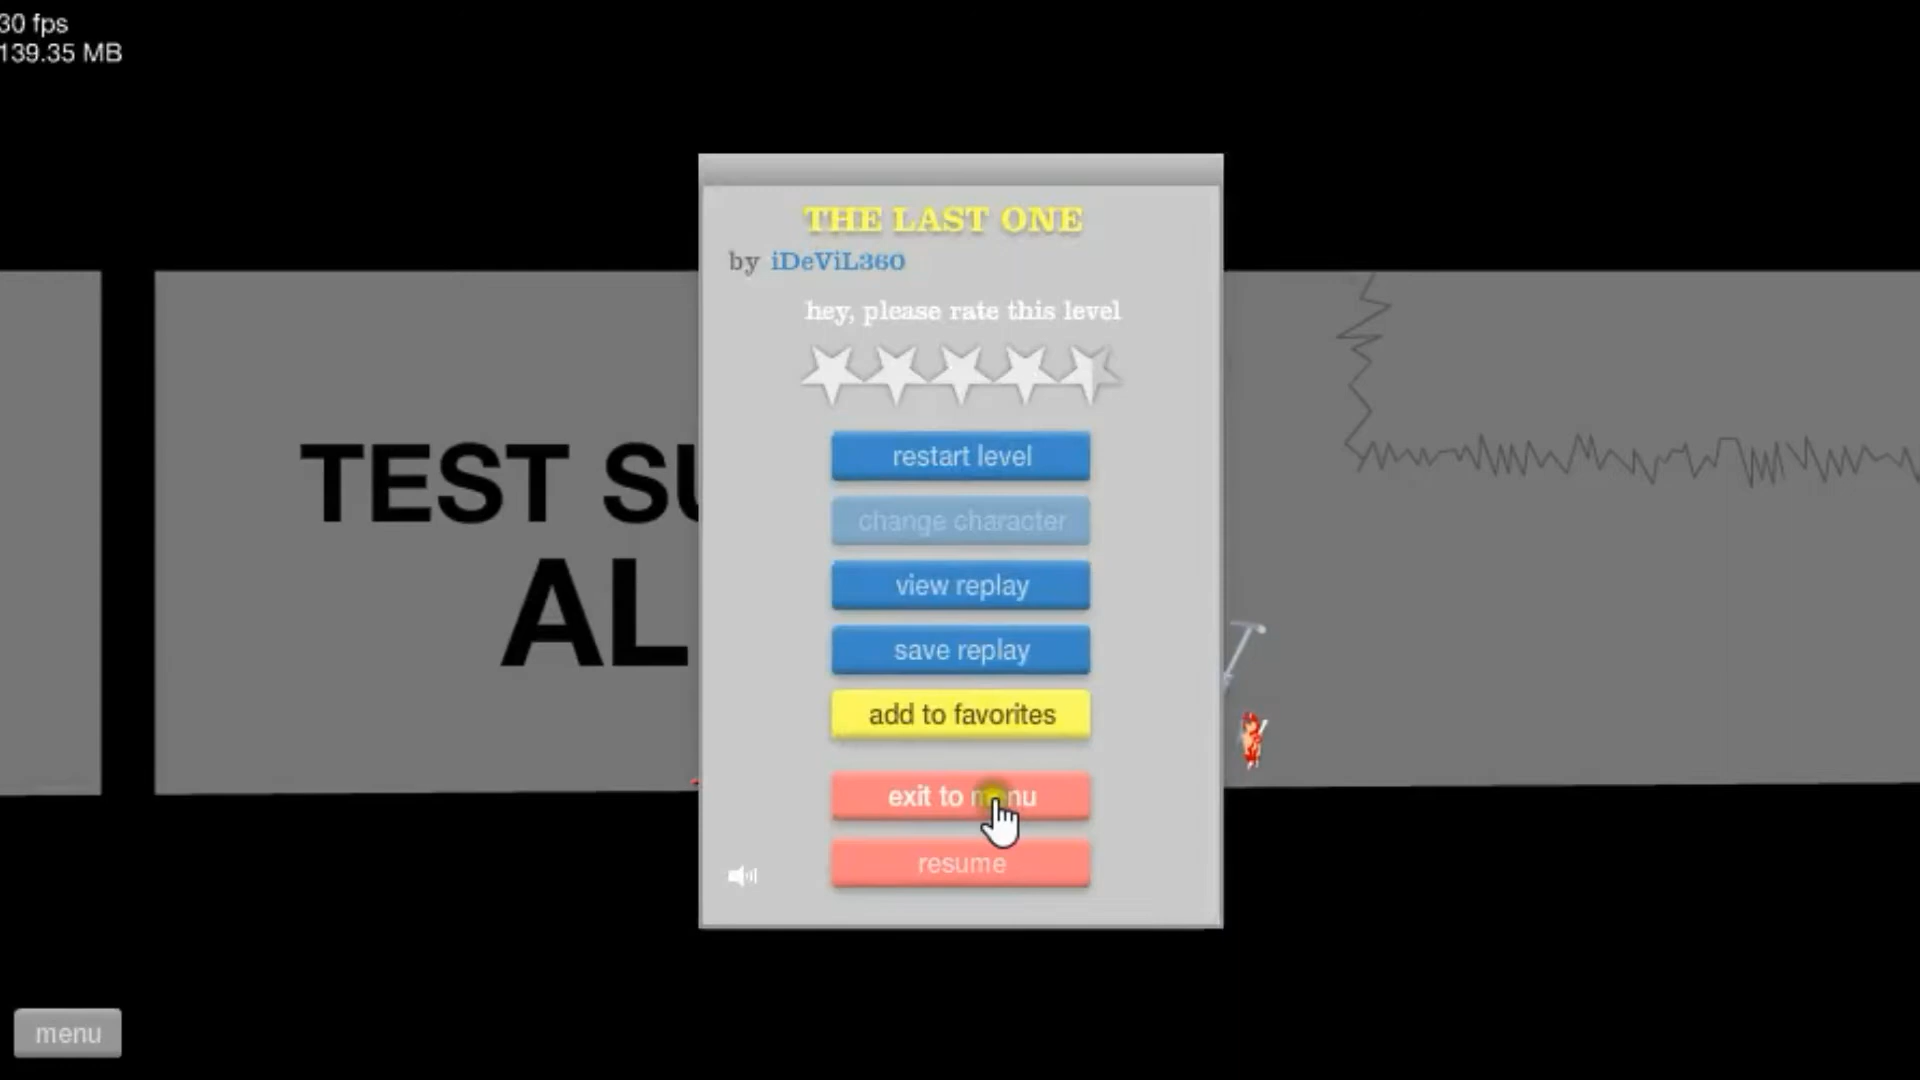 30 fps
139.35 MB
THE LAST ONE
by iDeViL360
hey, please rate this level
TEST SU
AL
restart level
change character
view replay
save replay
add to favorites
exit to menu
resume
menu